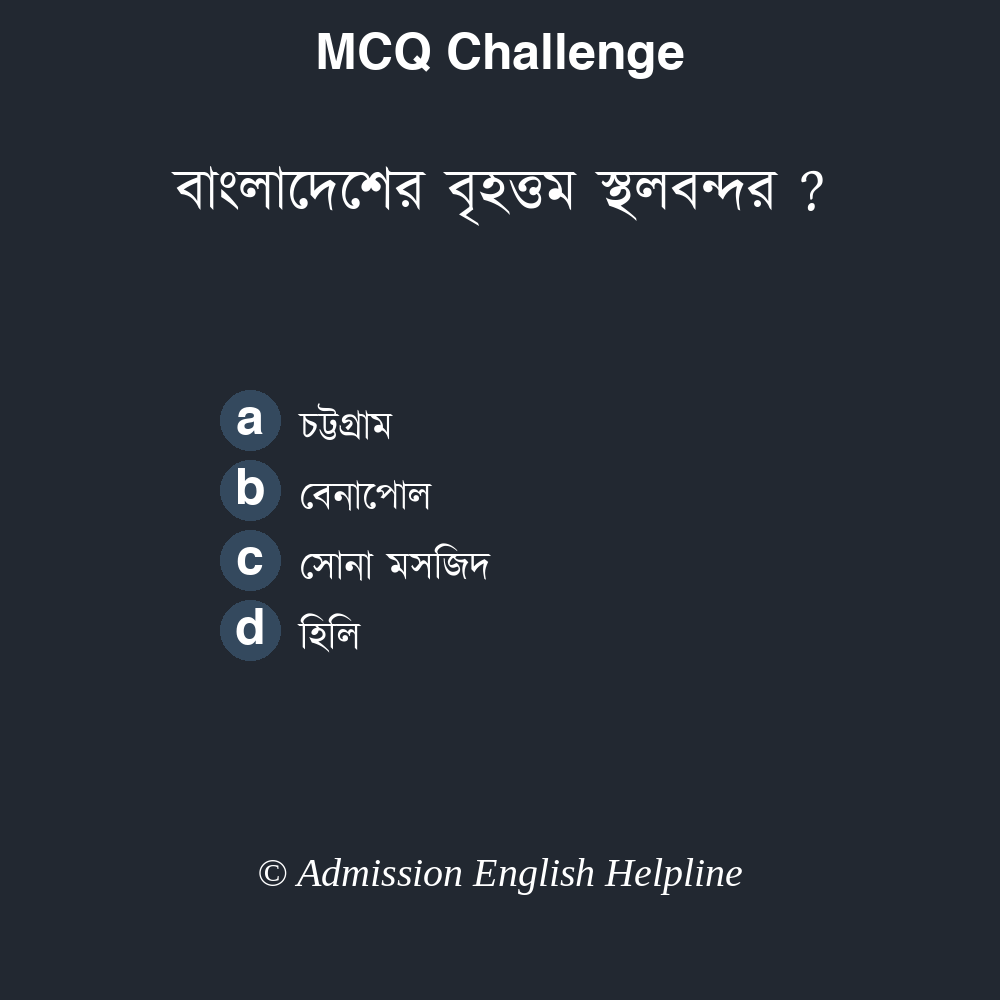 MCQ Challenge
বাংলাদেশের বৃহত্তম স্থলবন্দর ?
a চট্টগ্রাম
b বেনাপোল
c সোনা মসজিদ
d হিলি
© Admission English Helpline